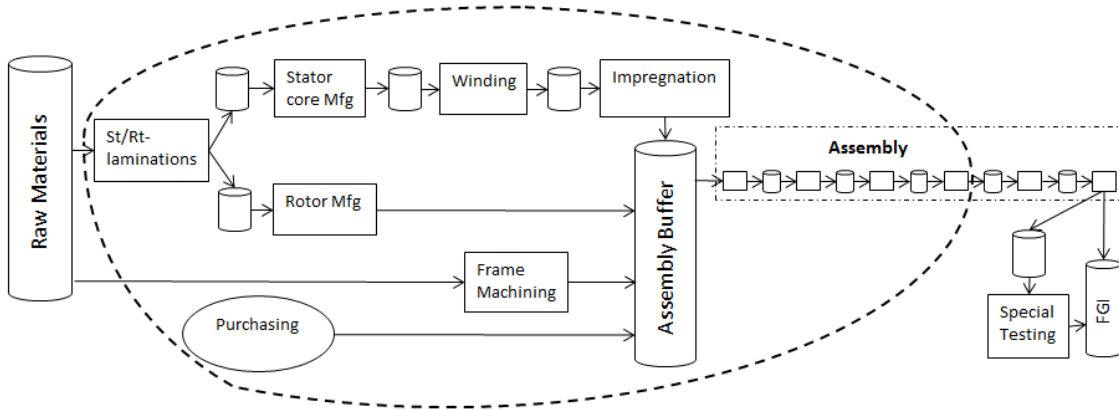 Raw Materials
St/Rt-
laminations
Stator
core Mfg
Winding
Impregnation
Rotor Mfg
Frame
Machining
Purchasing
Assembly Buffer
Assembly
Special
Testing
FGI